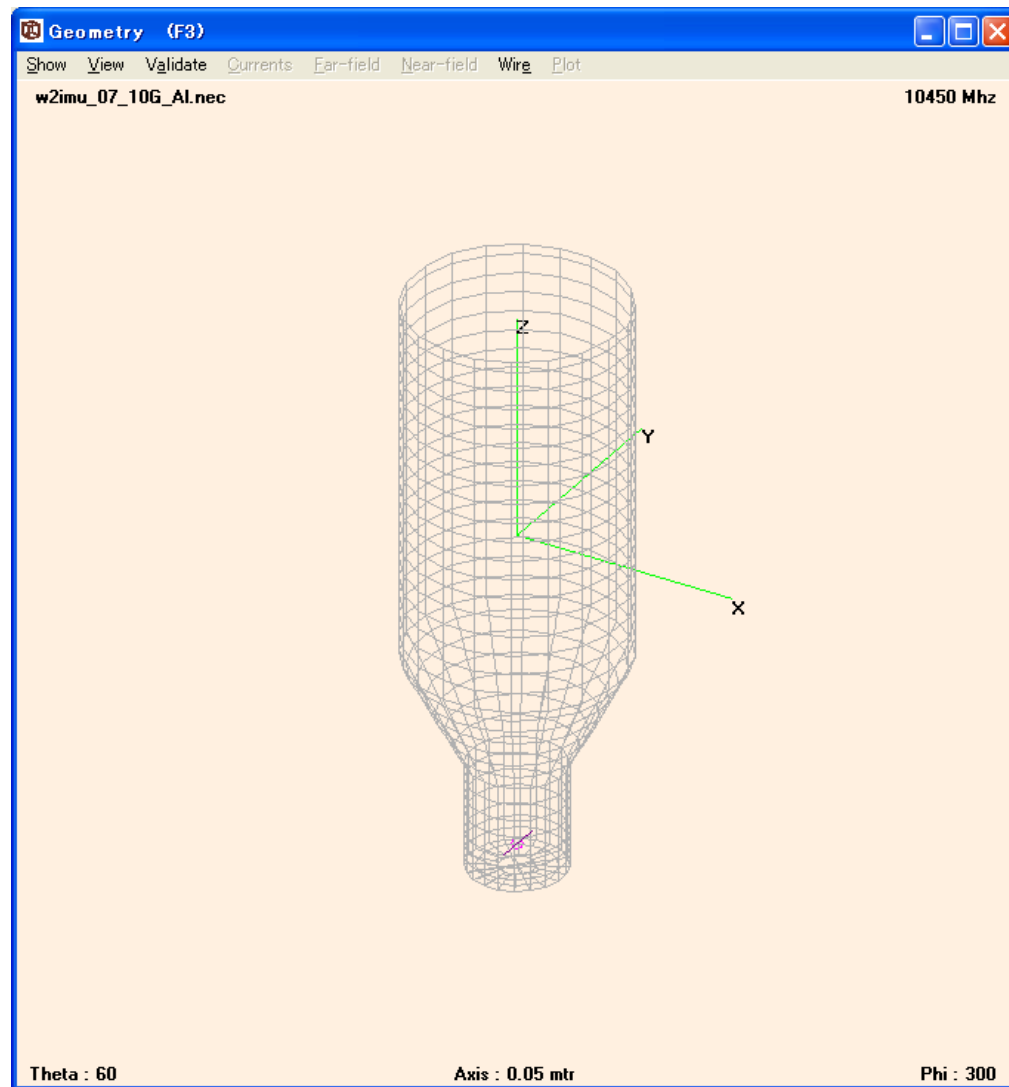 Geometry (F3)
Show View Validate Currents Far-field Near-field Wire Plot
w2imu_07_10G_Al.nec 10450 Mhz
Z
Y
X
Theta : 60 Axis : 0.05 mtr Phi : 300